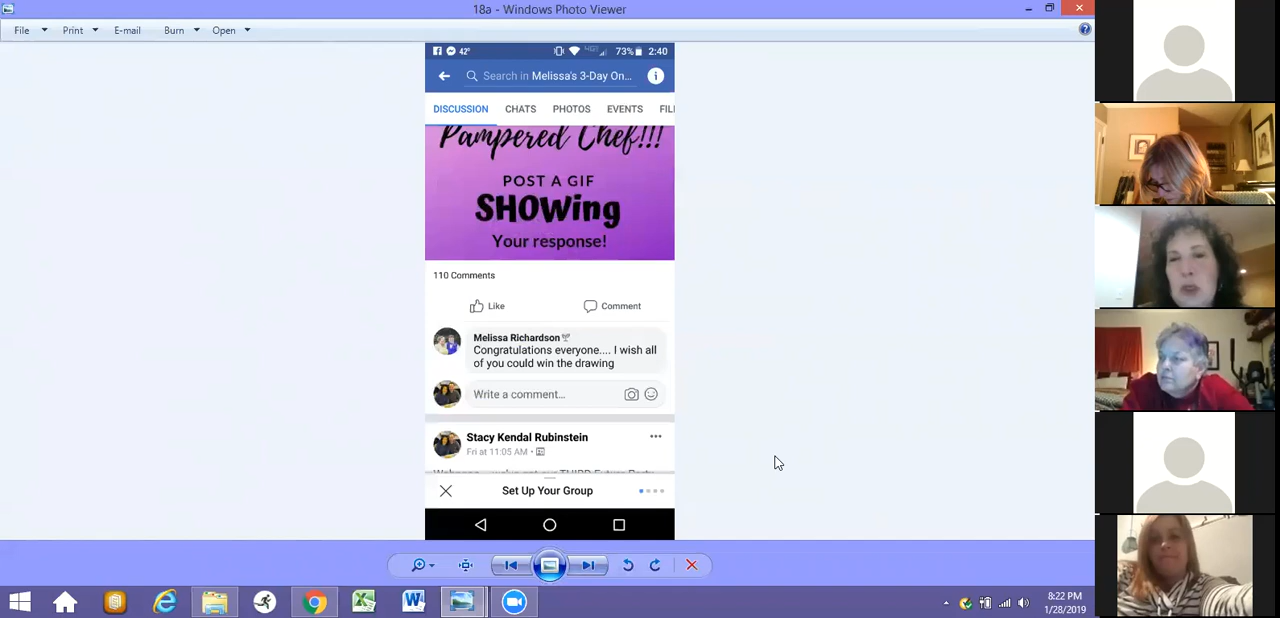 18a - Windows Photo Viewer
File Print E-mail Burn Open
42° 73% 2:40
Search in Melissa's 3-Day On...
DISCUSSION CHATS PHOTOS EVENTS FIL
Pampered Chef!!!
POST A GIF
SHOWing
Your response!
110 Comments
Like Comment
Melissa Richardson
Congratulations everyone.... I wish all
of you could win the drawing
Write a comment...
Stacy Kendal Rubinstein
Fri at 11:05 AM
Set Up Your Group
8:22 PM
1/28/2019